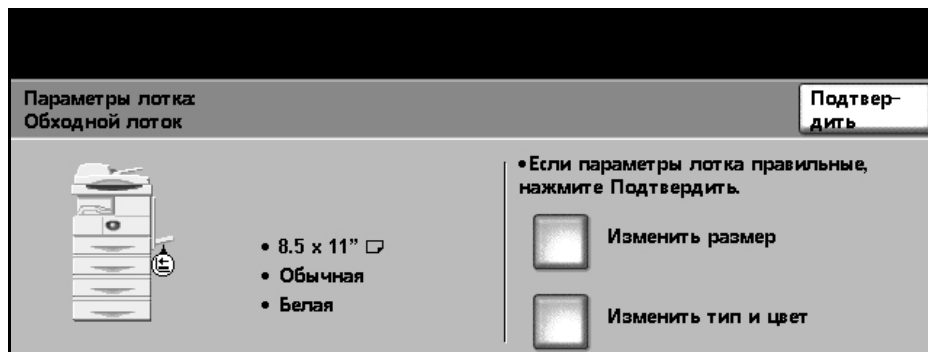 Параметры лотка:
Обходной лоток
Подтвер-
дить
• 8.5 x 11”
• Обычная
• Белая
•Если параметры лотка правильные,
нажмите Подтвердить.
Изменить размер
Изменить тип и цвет